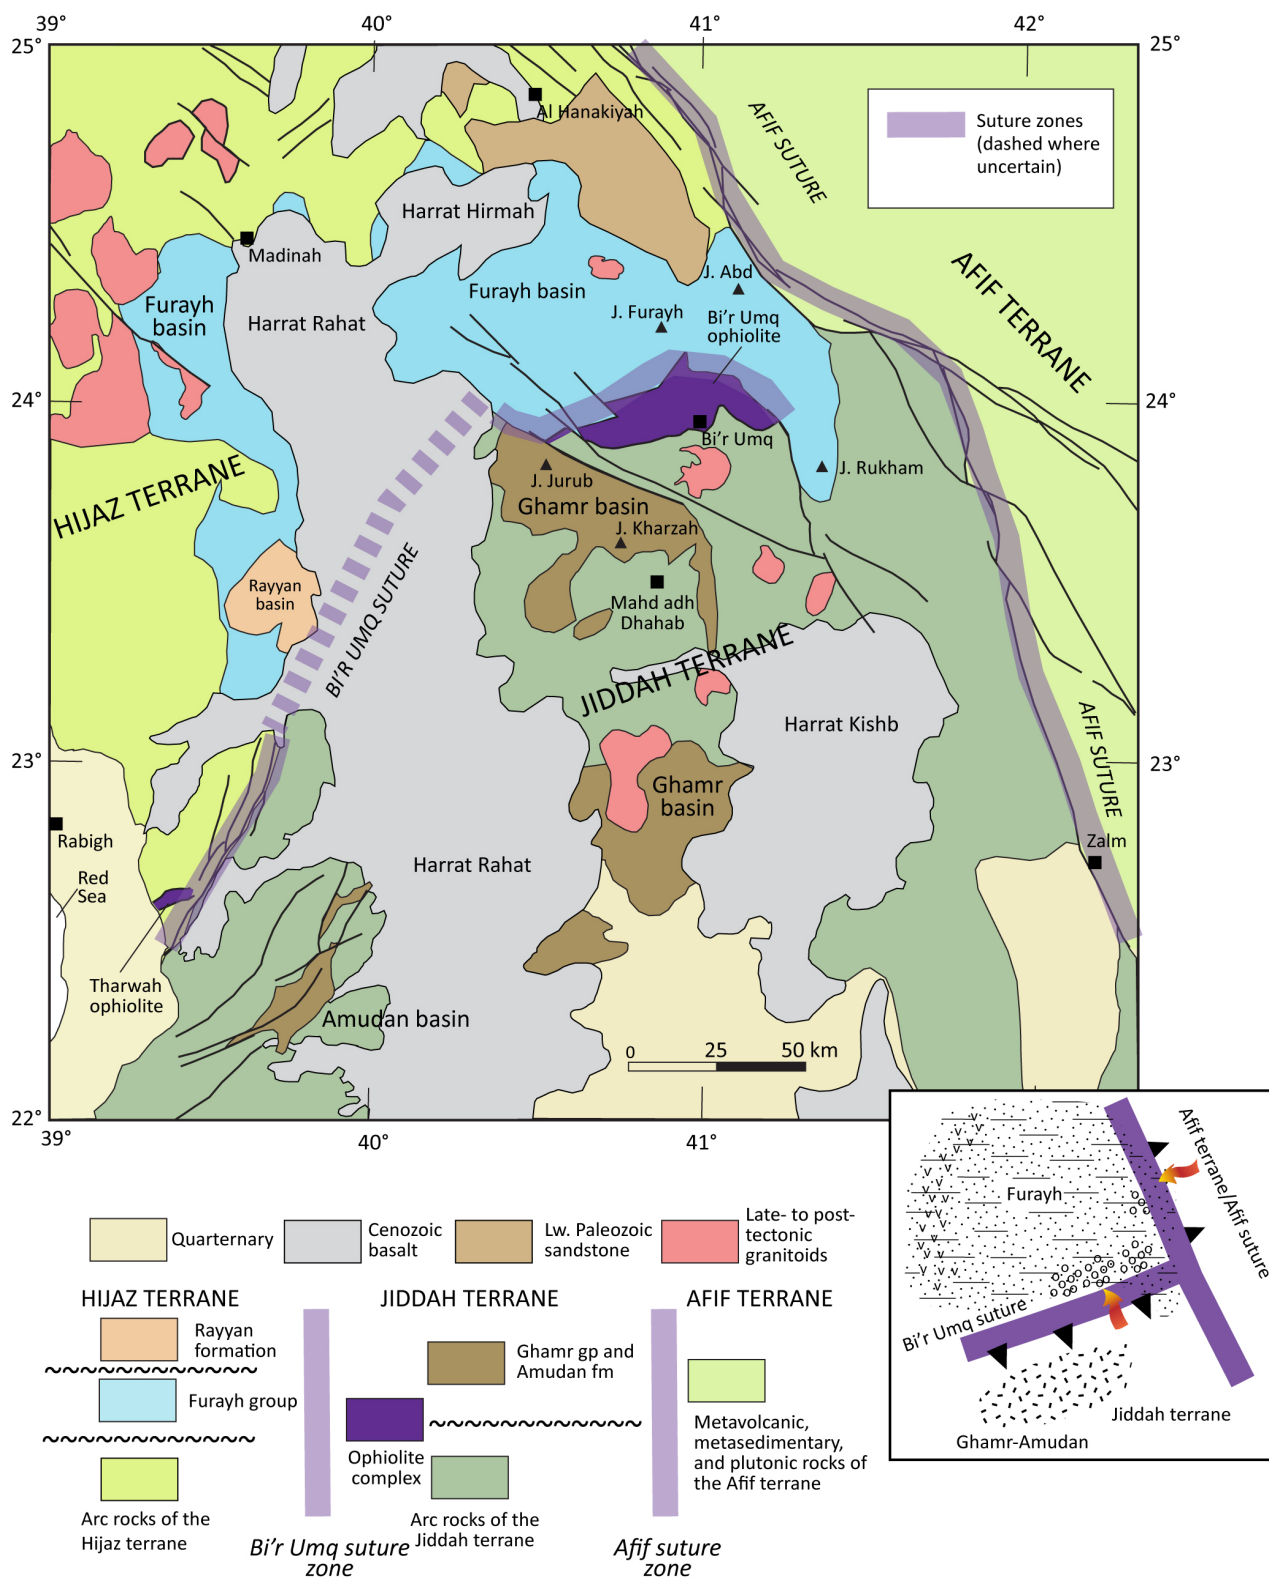 39°
40°
41°
42°
25°
25°
Al Hanakiyah
AFIF SUTURE
Suture zones
(dashed where
uncertain)
Harrat Hirmah
Madinah
AFIF TERRANE
J. Abd
Furayh basin
Furayh
basin
J. Furayh
Bi’r Umq
ophiolite
Harrat Rahat
24°
24°
Bi’r Umq
J. Rukham
HIJAZ TERRANE
J. Jurub
Ghamr basin
J. Kharzah
Rayyan
basin
BI’R UMQ SUTURE
Mahd adh
Dhahab
JIDDAH TERRANE
Harrat Kishb
AFIF SUTURE
23°
23°
Ghamr
basin
Rabigh
Zalm
Harrat Rahat
Red
Sea
Tharwah
ophiolite
Amudan basin
0
25
50 km
22°
39°
40°
41°
Afif terrane/Afif suture
Furayh
Bi’r Umq suture
Jiddah terrane
Ghamr-Amudan
v v v v v v v v v v v v v v v v v v v v v v v v v v v v v v
Quarternary
Cenozoic
basalt
Lw. Paleozoic
sandstone
Late- to post-
tectonic
granitoids
HIJAZ TERRANE
JIDDAH TERRANE
AFIF TERRANE
Rayyan
formation
Furayh group
Arc rocks of the
Hijaz terrane
Bi’r Umq suture
zone
Ghamr gp and
Amudan fm
Ophiolite
complex
Arc rocks of the
Jiddah terrane
Metavolcanic,
metasedimentary,
and plutonic rocks of
the Afif terrane
Afif suture
zone